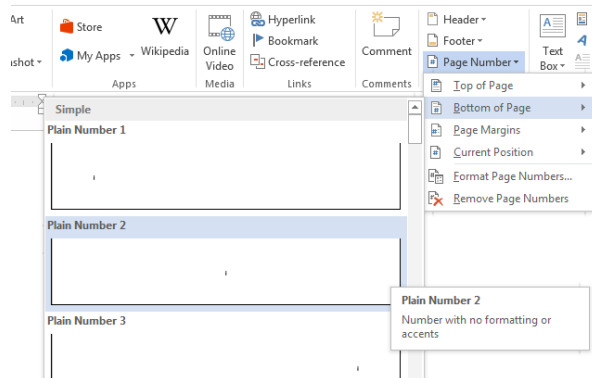 Art
Store
W
Hyperlink
Header
nshot
My Apps
Wikipedia
Online
Video
Bookmark
Cross-reference
Comment
Footer
Page Number
Text
Box
A
A
Apps
Media
Links
Comments
Top of Page
Bottom of Page
Page Margins
Current Position
Format Page Numbers...
Remove Page Numbers
Simple
Plain Number 1
Plain Number 2
Plain Number 3
Plain Number 2
Number with no formatting or
accents